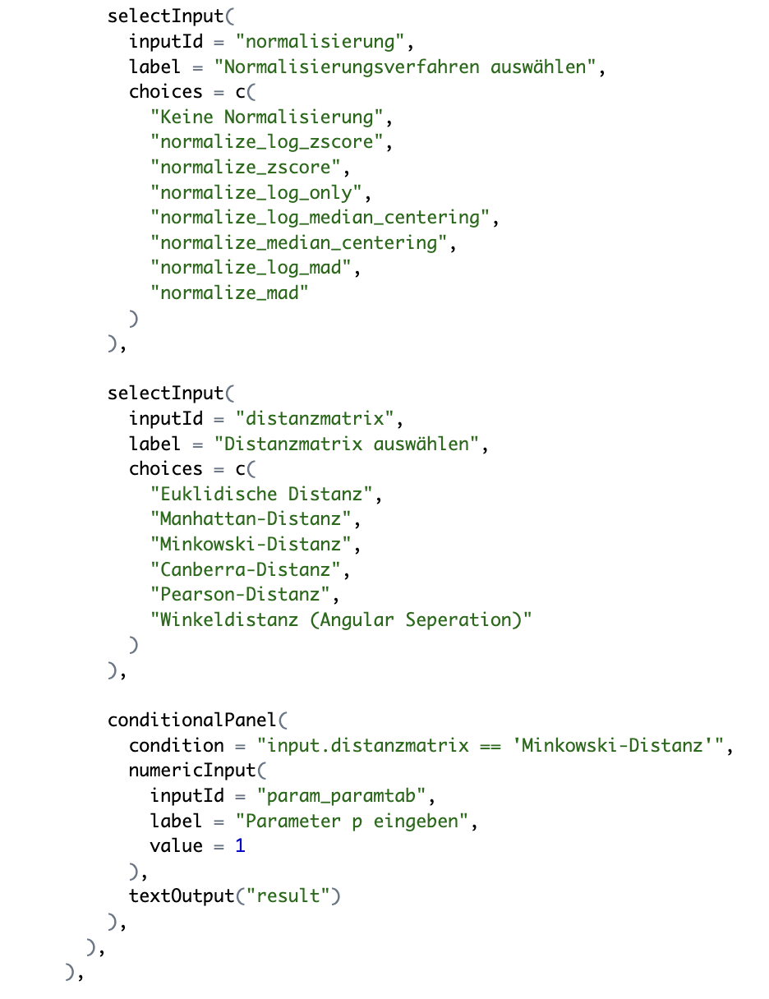 selectInput(
  inputId = "normalisierung",
  label = "Normalisierungsverfahren auswählen",
  choices = c(
    "Keine Normalisierung",
    "normalize_log_zscore",
    "normalize_zscore",
    "normalize_log_only",
    "normalize_log_median_centering",
    "normalize_median_centering",
    "normalize_log_mad",
    "normalize_mad"
  )
),
selectInput(
  inputId = "distanzmatrix",
  label = "Distanzmatrix auswählen",
  choices = c(
    "Euklidische Distanz",
    "Manhattan-Distanz",
    "Minkowski-Distanz",
    "Canberra-Distanz",
    "Pearson-Distanz",
    "Winkeldistanz (Angular Seperation)"
  )
),
conditionalPanel(
  condition = "input.distanzmatrix == 'Minkowski-Distanz'",
  numericInput(
    inputId = "param_paramtab",
    label = "Parameter p eingeben",
    value = 1
  ),
  textOutput("result")
),
),
),